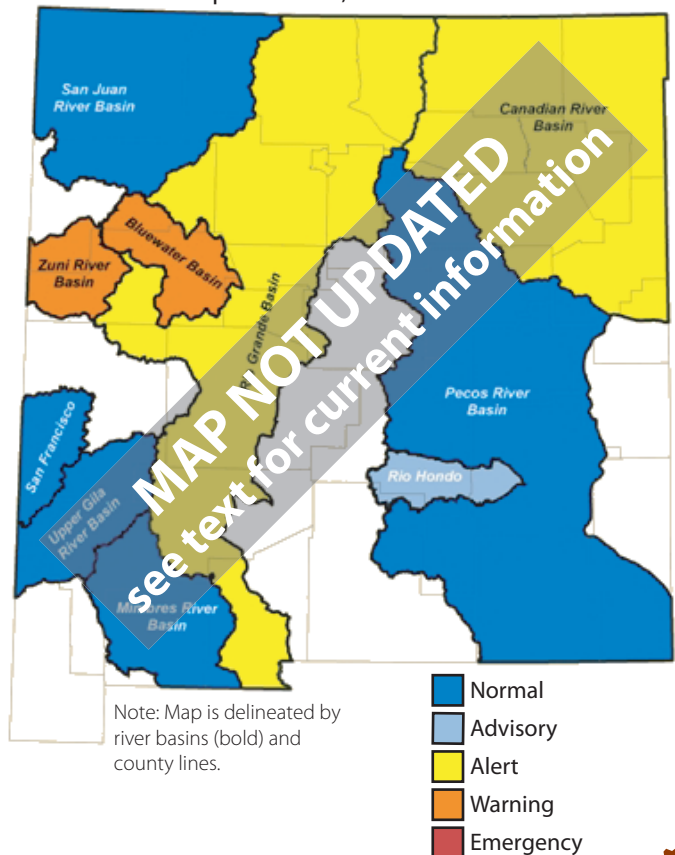 San Juan
River Basin
Canadian River
Basin
Bluewater Basin
Zuni River
Basin
Grande Basin
MAP NOT UPDATED
see text for current information
Pecos River
Basin
San Francisco
Rio Hondo
Upper Gila
River Basin
Mimbres River
Basin
Note: Map is delineated by
river basins (bold) and
county lines.
Normal
Advisory
Alert
Warning
Emergency